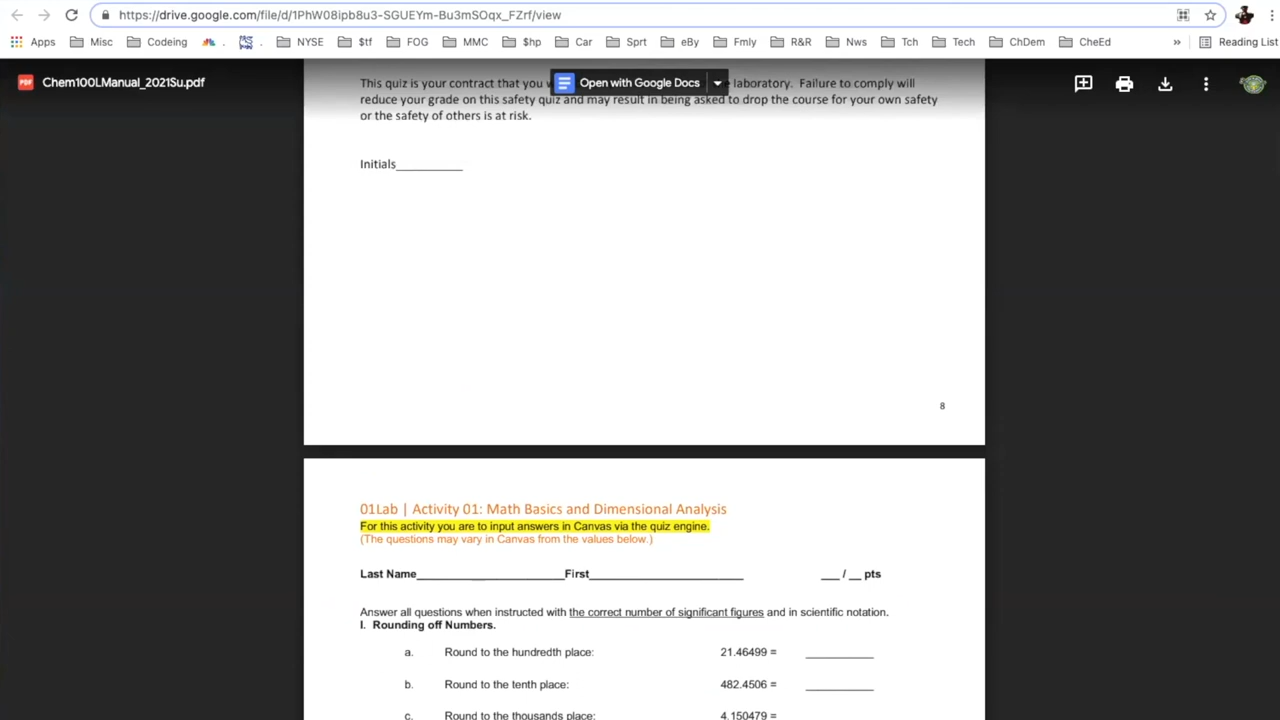 https://drive.google.com/file/d/1PhW08ipb8u3-SGUEYm-Bu3mSOqx_FZrf/view
Apps Misc Codeing . . NYSE $tf FOG MMC $hp Car Sprt eBy Fmly R&R Nws Tch Tech ChDem CheEd » Reading List
PDF Chem100LManual_2021Su.pdf
Open with Google Docs
This quiz is your contract that you laboratory. Failure to comply will
reduce your grade on this safety quiz and may result in being asked to drop the course for your own safety
or the safety of others is at risk.
Initials__________
8
01Lab | Activity 01: Math Basics and Dimensional Analysis
For this activity you are to input answers in Canvas via the quiz engine.
(The questions may vary in Canvas from the values below.)
Last Name______________________First_______________________ ___ / __ pts
Answer all questions when instructed with the correct number of significant figures and in scientific notation.
I. Rounding off Numbers.
a. Round to the hundredth place: 21.46499 = __________
b. Round to the tenth place: 482.4506 = __________
c. Round to the thousands place: 4.150479 =